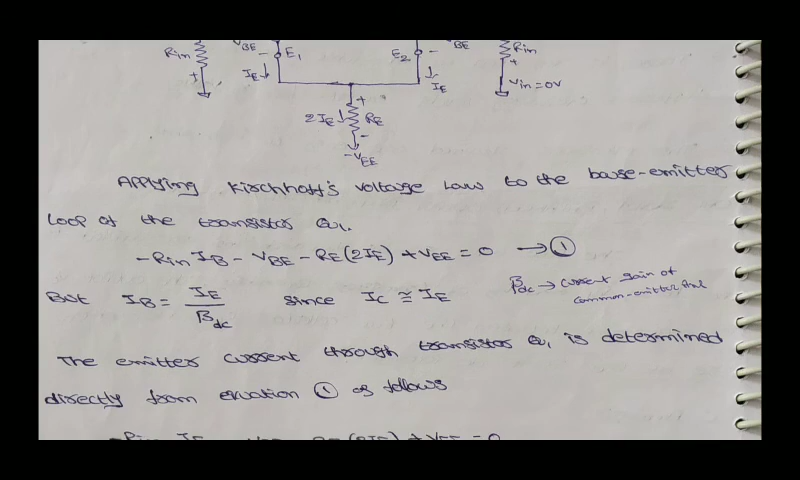 Rin VBE E1 E2 VBE Rin
+ IE IE +
Vin = 0V
2IE RE
-VEE
Applying Kirchhoff's voltage law to the base-emitter
loop of the transistor Q1.
-Rin IB - VBE - RE(2IE) + VEE = 0 → ①
But IB = IE/βdc since IC ≅ IE
βdc → current gain of
common-emitter
The emitter current through transistor Q1 is determined
directly from equation ① as follows